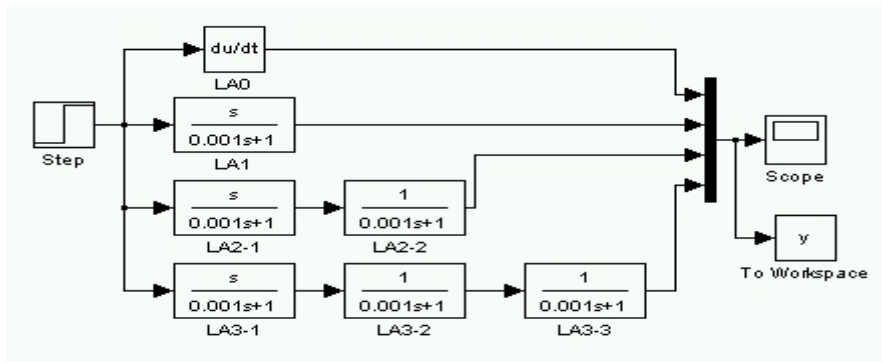 du/dt
LA0
s
0.001s+1
LA1
Step
s
0.001s+1
LA2-1
1
0.001s+1
LA2-2
s
0.001s+1
LA3-1
1
0.001s+1
LA3-2
1
0.001s+1
LA3-3
Scope
y
To Workspace